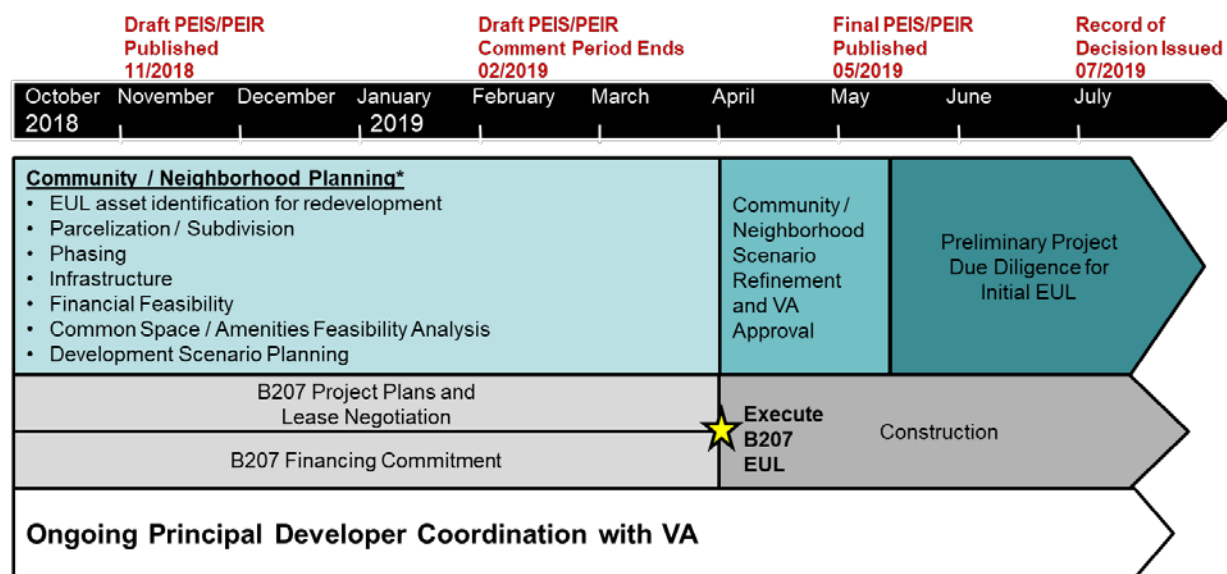 Draft PEIS/PEIR
Published
11/2018
Draft PEIS/PEIR
Comment Period Ends
02/2019
Final PEIS/PEIR
Published
05/2019
Record of
Decision Issued
07/2019
October November December January February March April May June July
2018 2019
Community / Neighborhood Planning*
• EUL asset identification for redevelopment
• Parcelization / Subdivision
• Phasing
• Infrastructure
• Financial Feasibility
• Common Space / Amenities Feasibility Analysis
• Development Scenario Planning
Community /
Neighborhood
Scenario
Refinement
and VA
Approval
Preliminary Project
Due Diligence for
Initial EUL
B207 Project Plans and
Lease Negotiation
B207 Financing Commitment
Execute
B207
EUL
Construction
Ongoing Principal Developer Coordination with VA